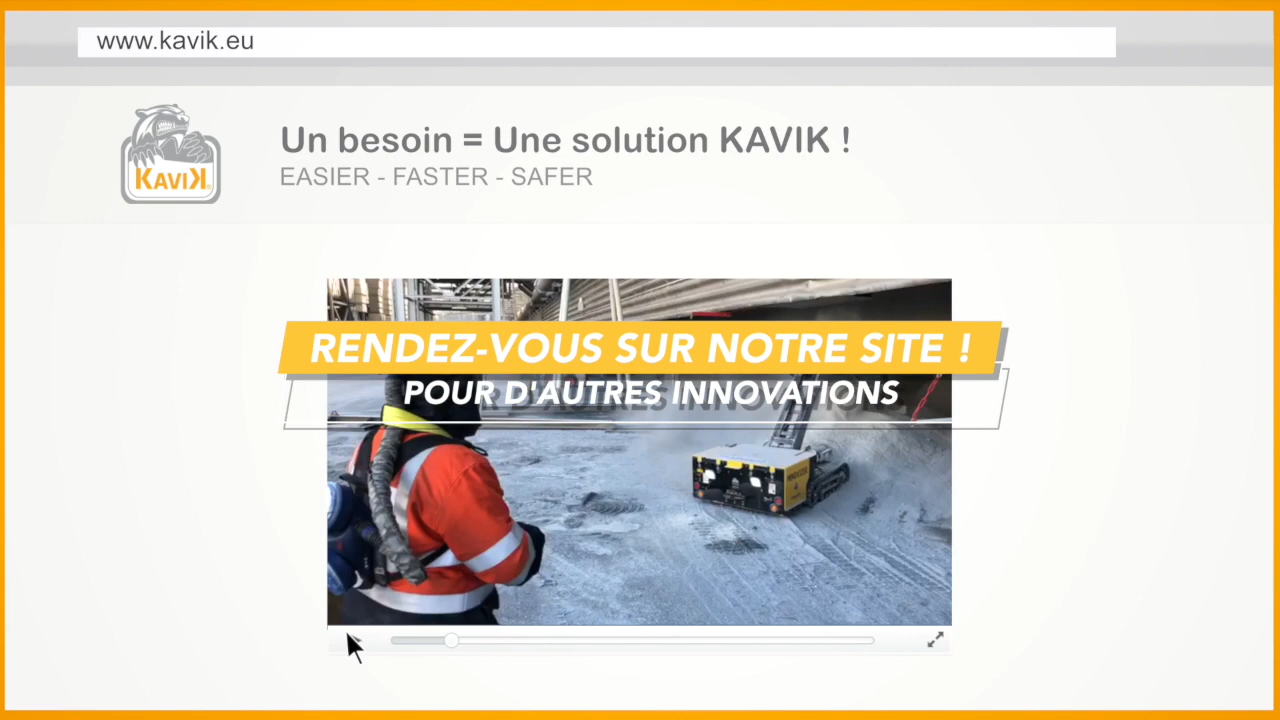 www.kavik.eu
KAVIK®
Un besoin = Une solution KAVIK !
EASIER - FASTER - SAFER
RENDEZ-VOUS SUR NOTRE SITE !
POUR D'AUTRES INNOVATIONS